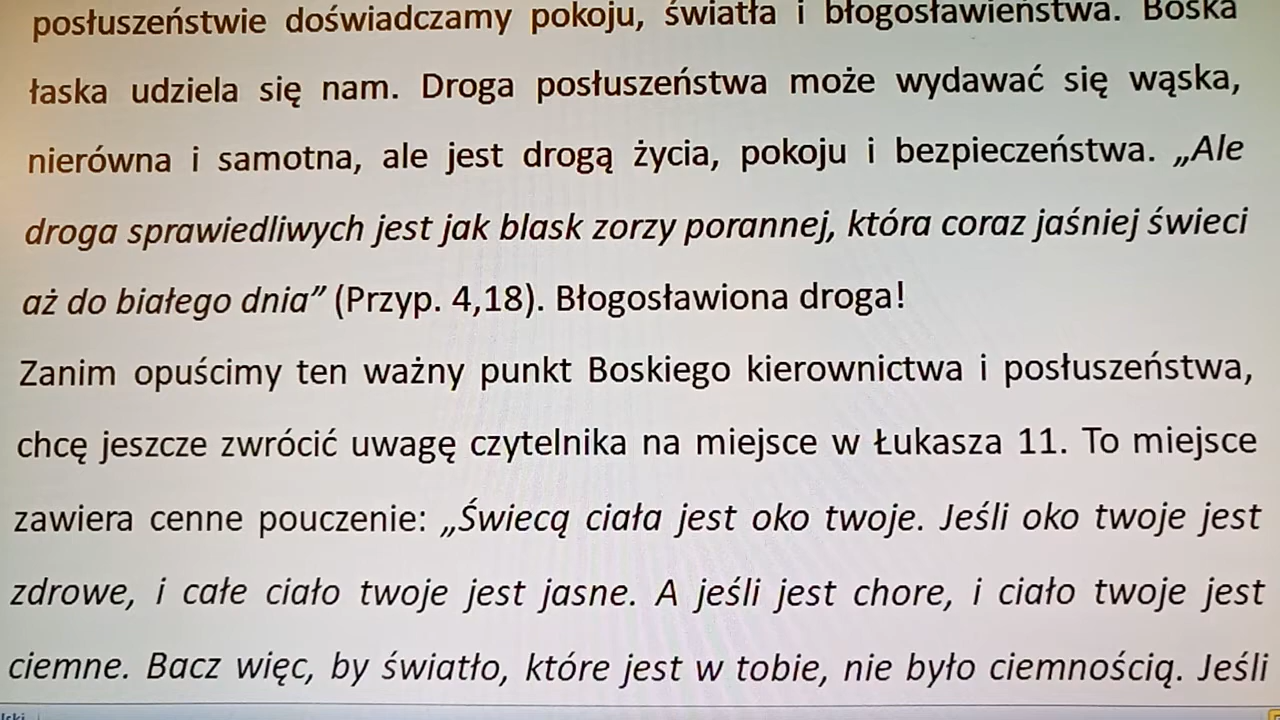 posłuszeństwie doświadczamy pokoju, światła i błogosławieństwa. Boska
łaska udziela się nam. Droga posłuszeństwa może wydawać się wąska,
nierówna i samotna, ale jest drogą życia, pokoju i bezpieczeństwa. „Ale
droga sprawiedliwych jest jak blask zorzy porannej, która coraz jaśniej świeci
aż do białego dnia” (Przyp. 4,18). Błogosławiona droga!
Zanim opuścimy ten ważny punkt Boskiego kierownictwa i posłuszeństwa,
chcę jeszcze zwrócić uwagę czytelnika na miejsce w Łukasza 11. To miejsce
zawiera cenne pouczenie: „Świecą ciała jest oko twoje. Jeśli oko twoje jest
zdrowe, i całe ciało twoje jest jasne. A jeśli jest chore, i ciało twoje jest
ciemne. Bacz więc, by światło, które jest w tobie, nie było ciemnością. Jeśli